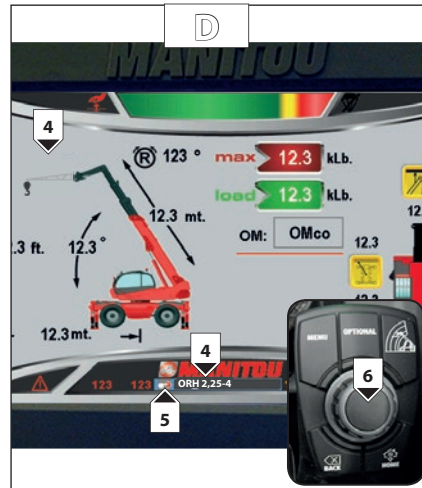 D
MANITOU
4
R 123 °
max 12.3 kLb.
load 12.3 kLb.
12.3 mt.
12.
OM: OMco
.3 ft. 12.3° 12.3
12.3 mt.
MANITOU
4
123 123 ORH 2,25-4
5
MENU OPTIONAL
6
BACK HOME